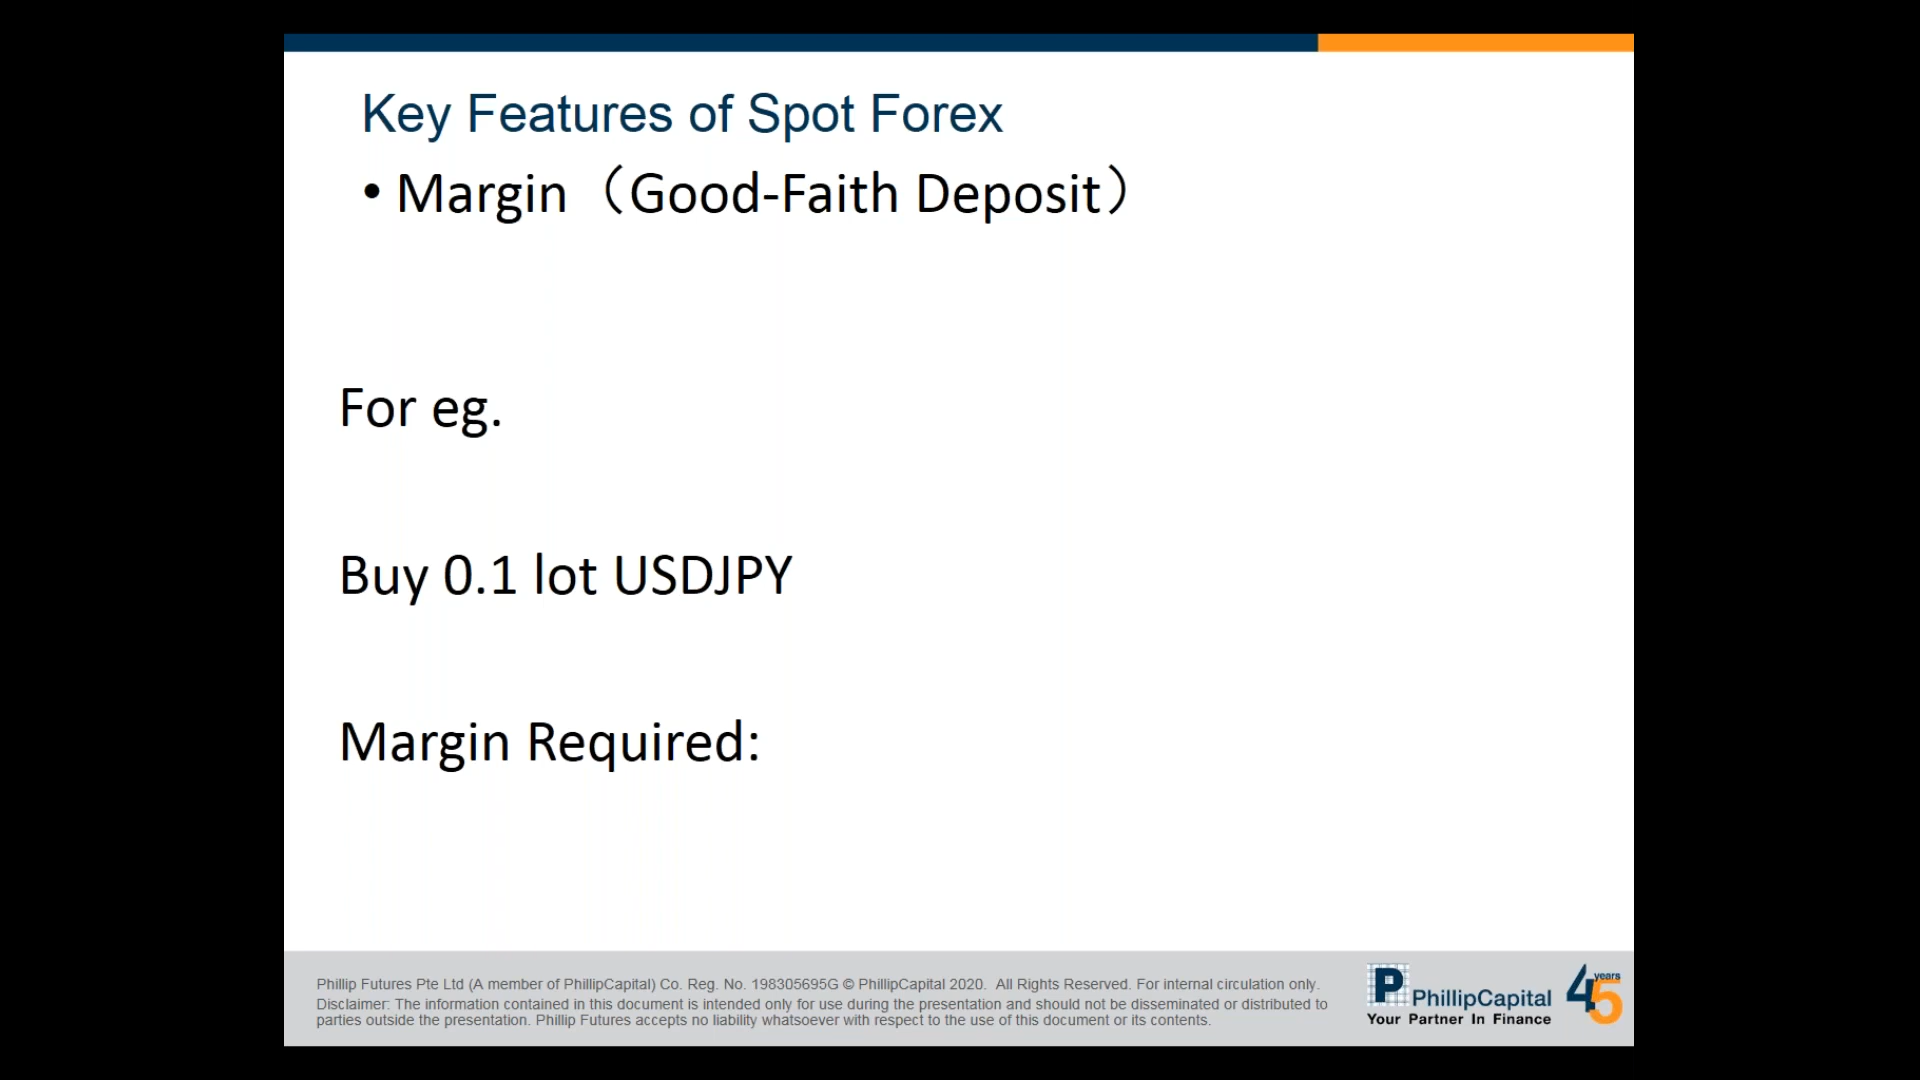 Key Features of Spot Forex
• Margin（Good-Faith Deposit）
For eg.
Buy 0.1 lot USDJPY
Margin Required:
Phillip Futures Pte Ltd (A member of PhillipCapital) Co. Reg. No. 198305695G © PhillipCapital 2020.  All Rights Reserved. For internal circulation only.
Disclaimer: The information contained in this document is intended only for use during the presentation and should not be disseminated or distributed to
parties outside the presentation. Phillip Futures accepts no liability whatsoever with respect to the use of this document or its contents.
P PhillipCapital
Your Partner In Finance
45 years